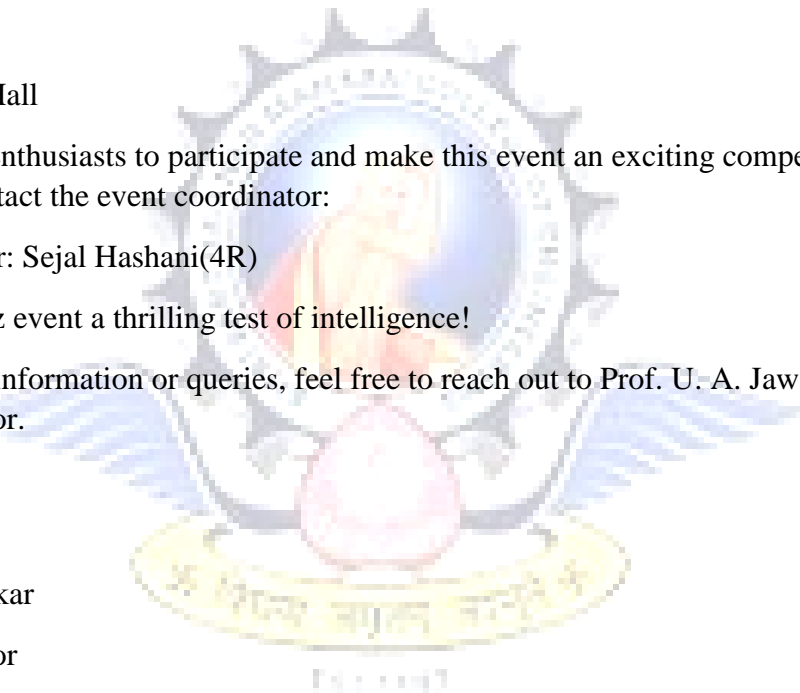 Hall
enthusiasts to participate and make this event an exciting compe
tact the event coordinator:
r: Sejal Hashani(4R)
z event a thrilling test of intelligence!
information or queries, feel free to reach out to Prof. U. A. Jaw
or.
kar
or